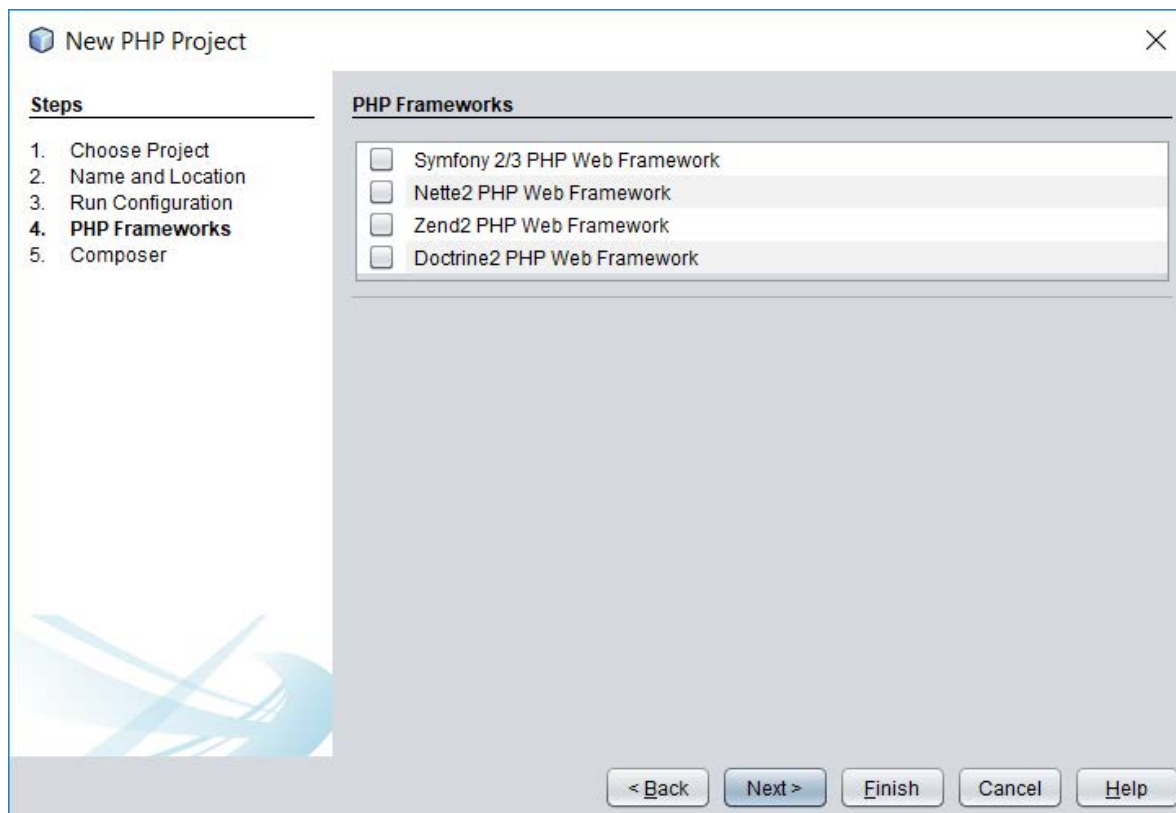 New PHP Project
Steps
1. Choose Project
2. Name and Location
3. Run Configuration
4. PHP Frameworks
5. Composer
PHP Frameworks
Symfony 2/3 PHP Web Framework
Nette2 PHP Web Framework
Zend2 PHP Web Framework
Doctrine2 PHP Web Framework
< Back Next > Finish Cancel Help